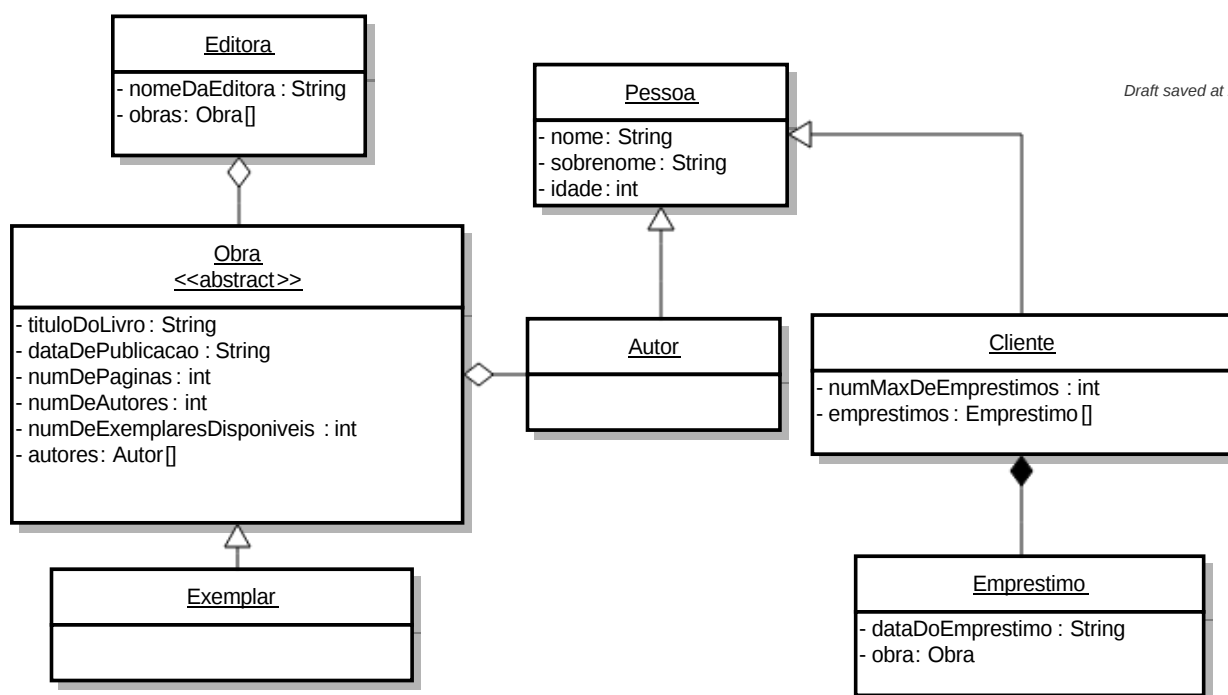 Editora
- nomeDaEditora : String
- obras: Obra[]
Pessoa
- nome: String
- sobrenome: String
- idade: int
Draft saved at
Obra
<<abstract>>
- tituloDoLivro : String
- dataDePublicacao : String
- numDePaginas : int
- numDeAutores : int
- numDeExemplaresDisponiveis : int
- autores: Autor[]
Autor
Cliente
- numMaxDeEmprestimos : int
- emprestimos : Emprestimo[]
Exemplar
Emprestimo
- dataDoEmprestimo : String
- obra: Obra